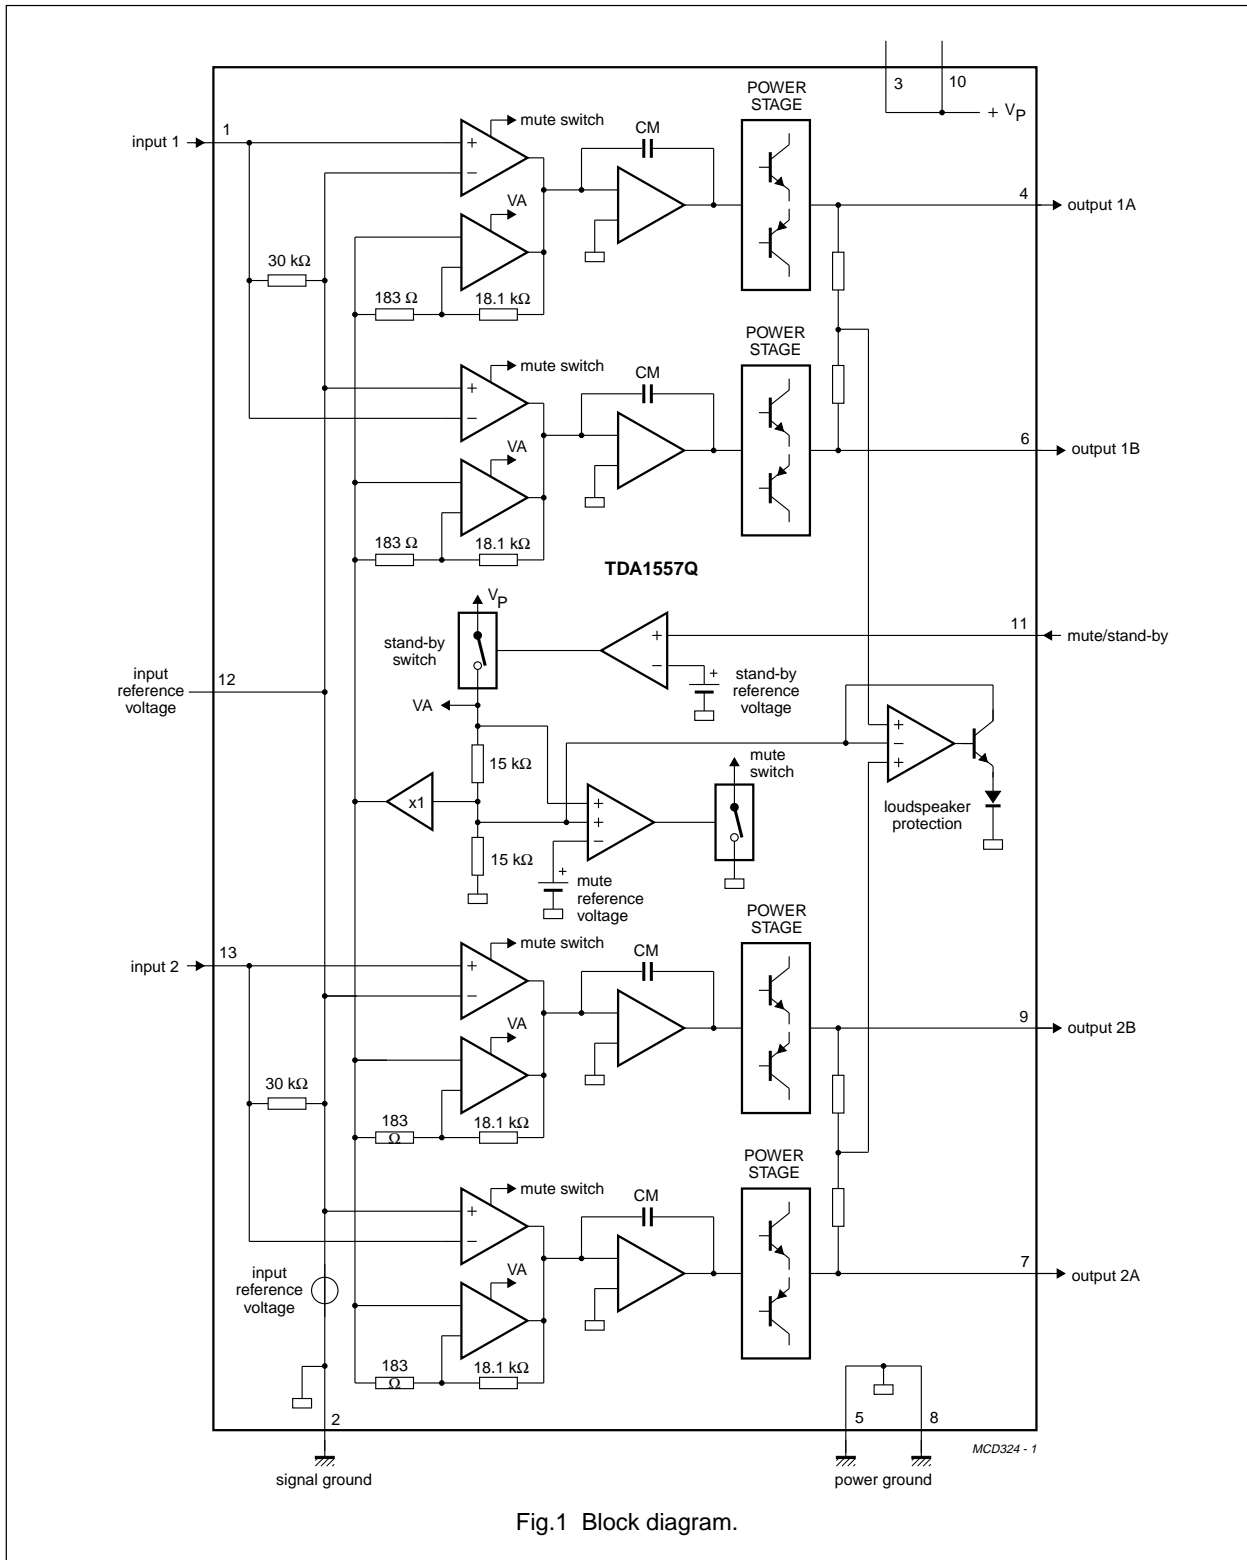 3
10
+ VP
POWER
STAGE
mute switch
CM
input 1
1
+
−
VA
4
output 1A
30 kΩ
183 Ω
18.1 kΩ
POWER
STAGE
mute switch
CM
+
−
VA
6
output 1B
183 Ω
18.1 kΩ
TDA1557Q
VP
stand-by
switch
+
−
11
mute/stand-by
+
stand-by
reference
voltage
input
reference
voltage
12
VA
15 kΩ
mute
switch
+
−
+
loudspeaker
protection
x1
+
+
−
15 kΩ
+
mute
reference
voltage
POWER
STAGE
mute switch
CM
input 2
13
+
−
VA
9
output 2B
30 kΩ
183
Ω
18.1 kΩ
POWER
STAGE
mute switch
CM
+
−
input
reference
voltage
VA
7
output 2A
183
Ω
18.1 kΩ
2
5
8
MCD324 - 1
signal ground
power ground
Fig.1 Block diagram.